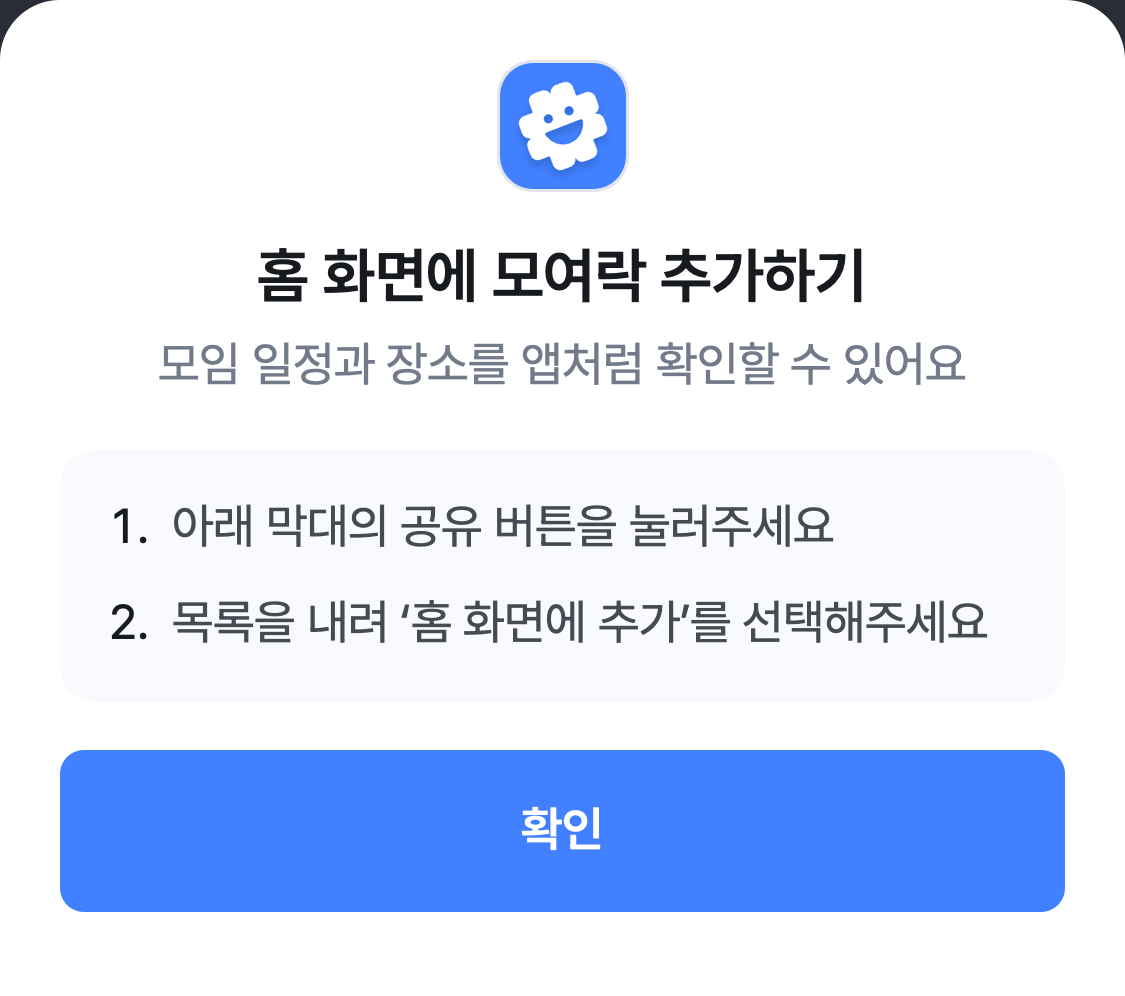 홈 화면에 모여락 추가하기
모임 일정과 장소를 앱처럼 확인할 수 있어요
1. 아래 막대의 공유 버튼을 눌러주세요
2. 목록을 내려 ‘홈 화면에 추가’를 선택해주세요
확인